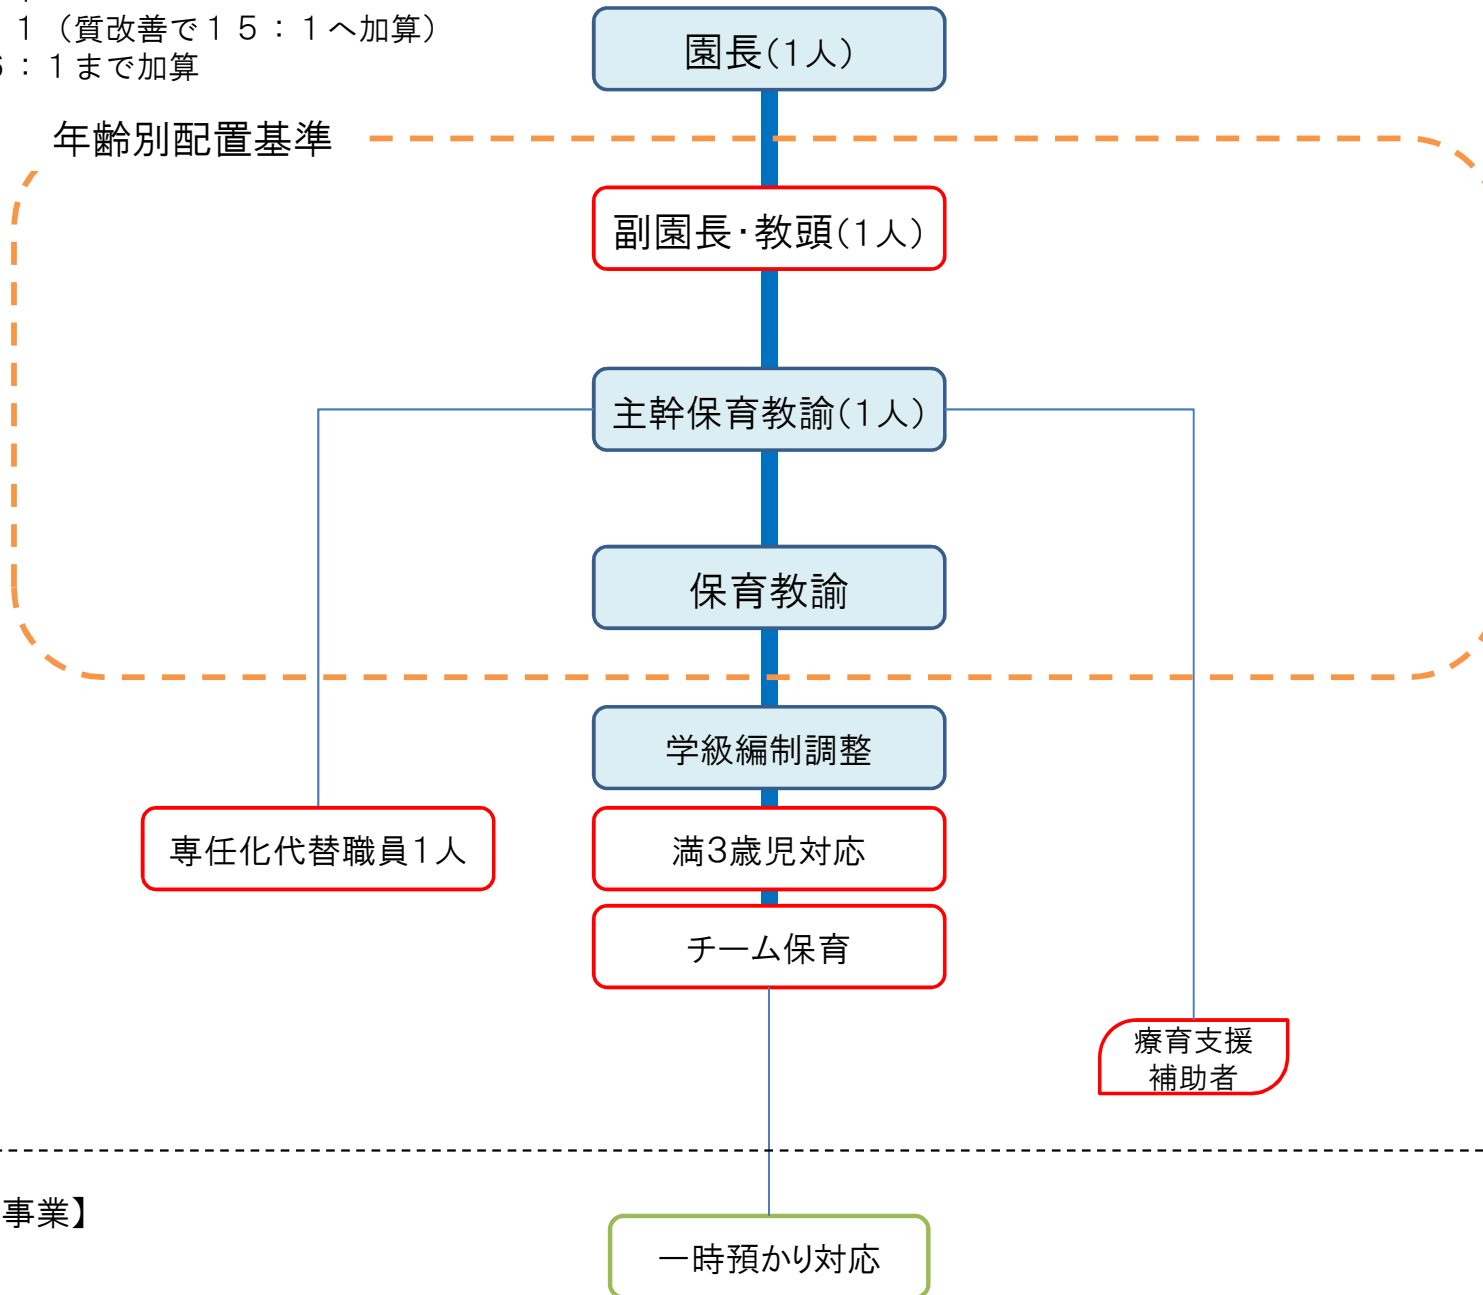 １（質改善で１５：１へ加算）
：１まで加算
園長(1人)
年齢別配置基準
副園長・教頭(1人)
主幹保育教諭(1人)
保育教諭
学級編制調整
専任化代替職員1人
満3歳児対応
チーム保育
療育支援
補助者
事業】
一時預かり対応